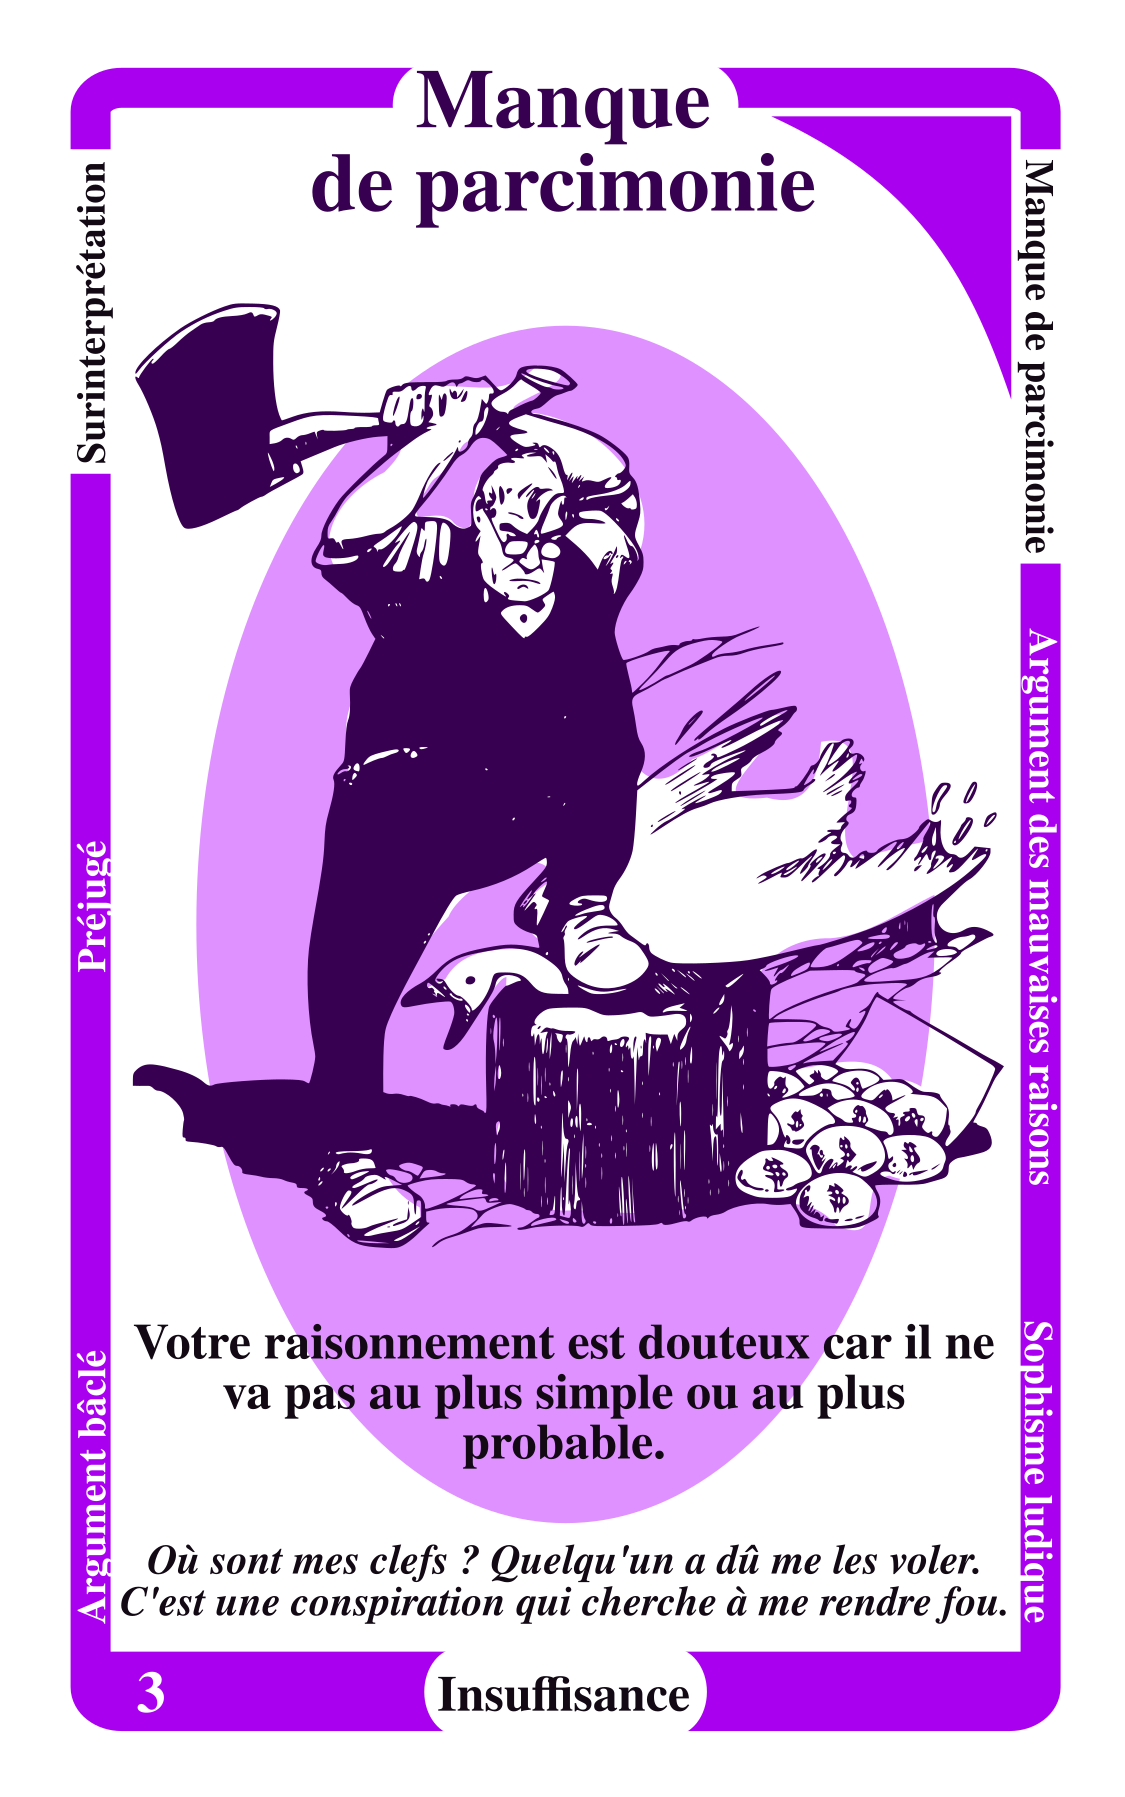 Manque
de parcimonie
Surinterprétation
Préjugé
Argument bâclé
Manque de parcimonie
Argument des mauvaises raisons
Sophisme ludique
$
$
$
$
$
$
Votre raisonnement est douteux car il ne
va pas au plus simple ou au plus
probable.
Où sont mes clefs ? Quelqu'un a dû me les voler.
C'est une conspiration qui cherche à me rendre fou.
3
Insuffisance